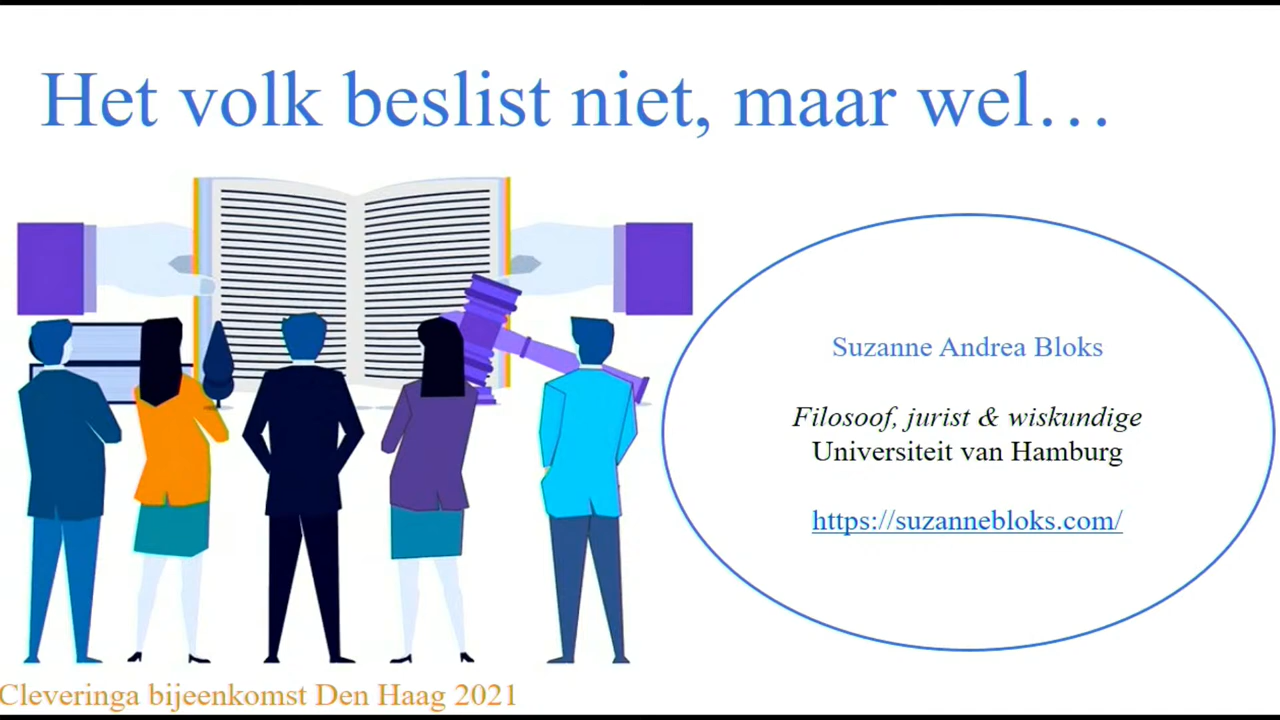 Het volk beslist niet, maar wel…
Suzanne Andrea Bloks
Filosoof, jurist & wiskundige
Universiteit van Hamburg
https://suzannebloks.com/
Cleveringa bijeenkomst Den Haag 2021